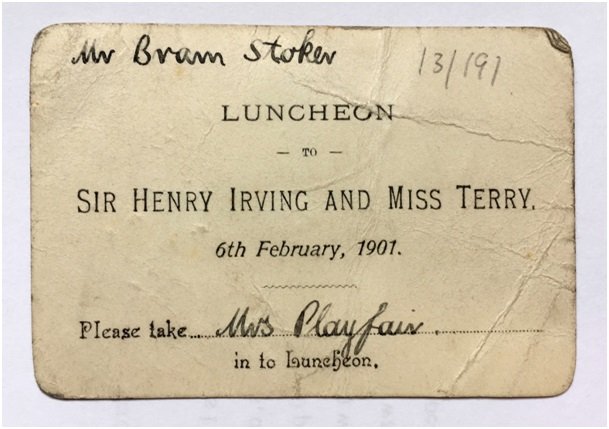 Mr Bram Stoker
13/191
LUNCHEON
— TO —
SIR HENRY IRVING AND MISS TERRY.
6th February, 1901.
Please take Mrs Playfair.
in to Luncheon.